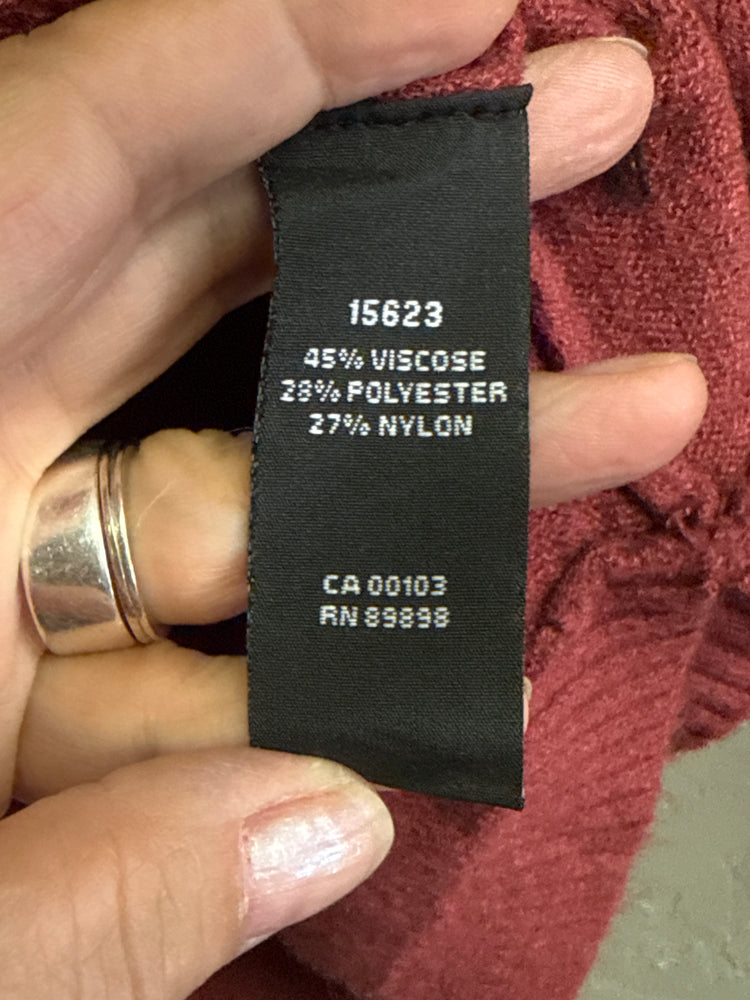 15623
45% VISCOSE
28% POLYESTER
27% NYLON
CA 00103
RN 89898